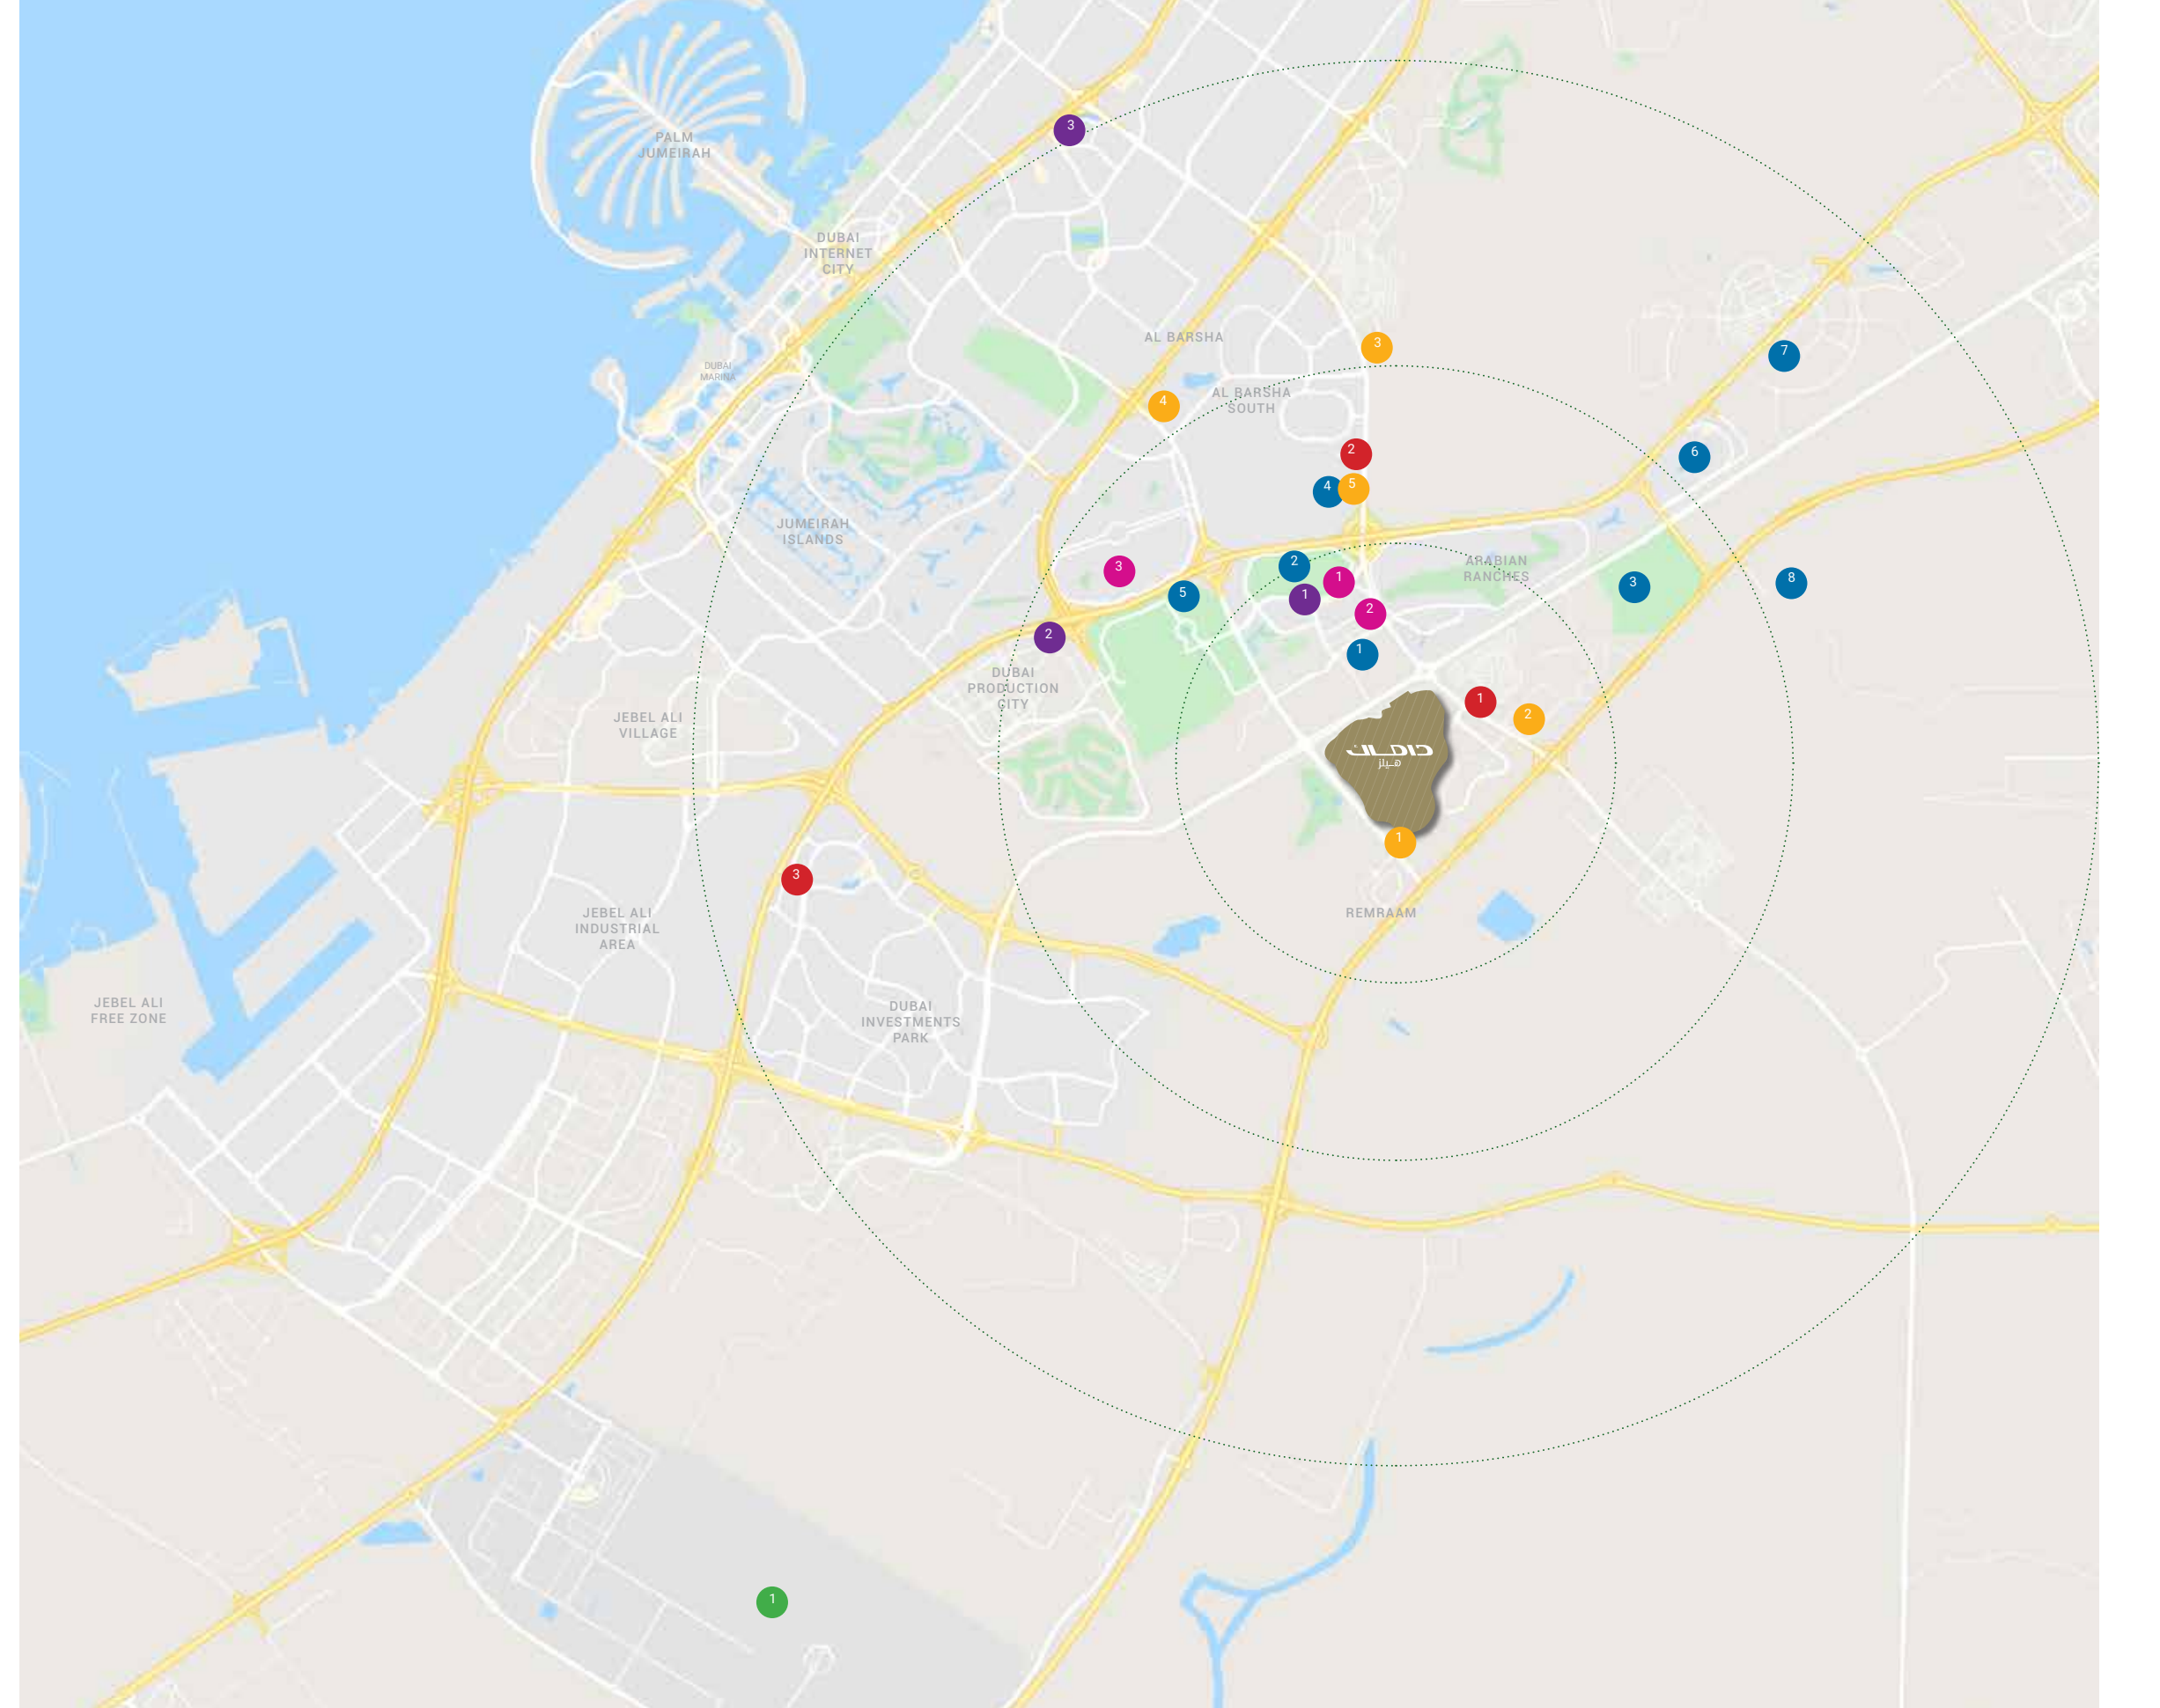 3
PALM
JUMEIRAH
DUBAI
INTERNET
CITY
AL BARSHA
3
7
DUBAI
MARINA
AL BARSHA
SOUTH
4
2
6
4
5
JUMEIRAH
ISLANDS
3
2
1
ARABIAN
RANCHES
3
8
5
1
2
2
1
DUBAI
PRODUCTION
CITY
1
2
JEBEL ALI
VILLAGE
داماك
هيلز
1
3
REMRAAM
JEBEL ALI
INDUSTRIAL
AREA
JEBEL ALI
FREE ZONE
DUBAI
INVESTMENTS
PARK
1